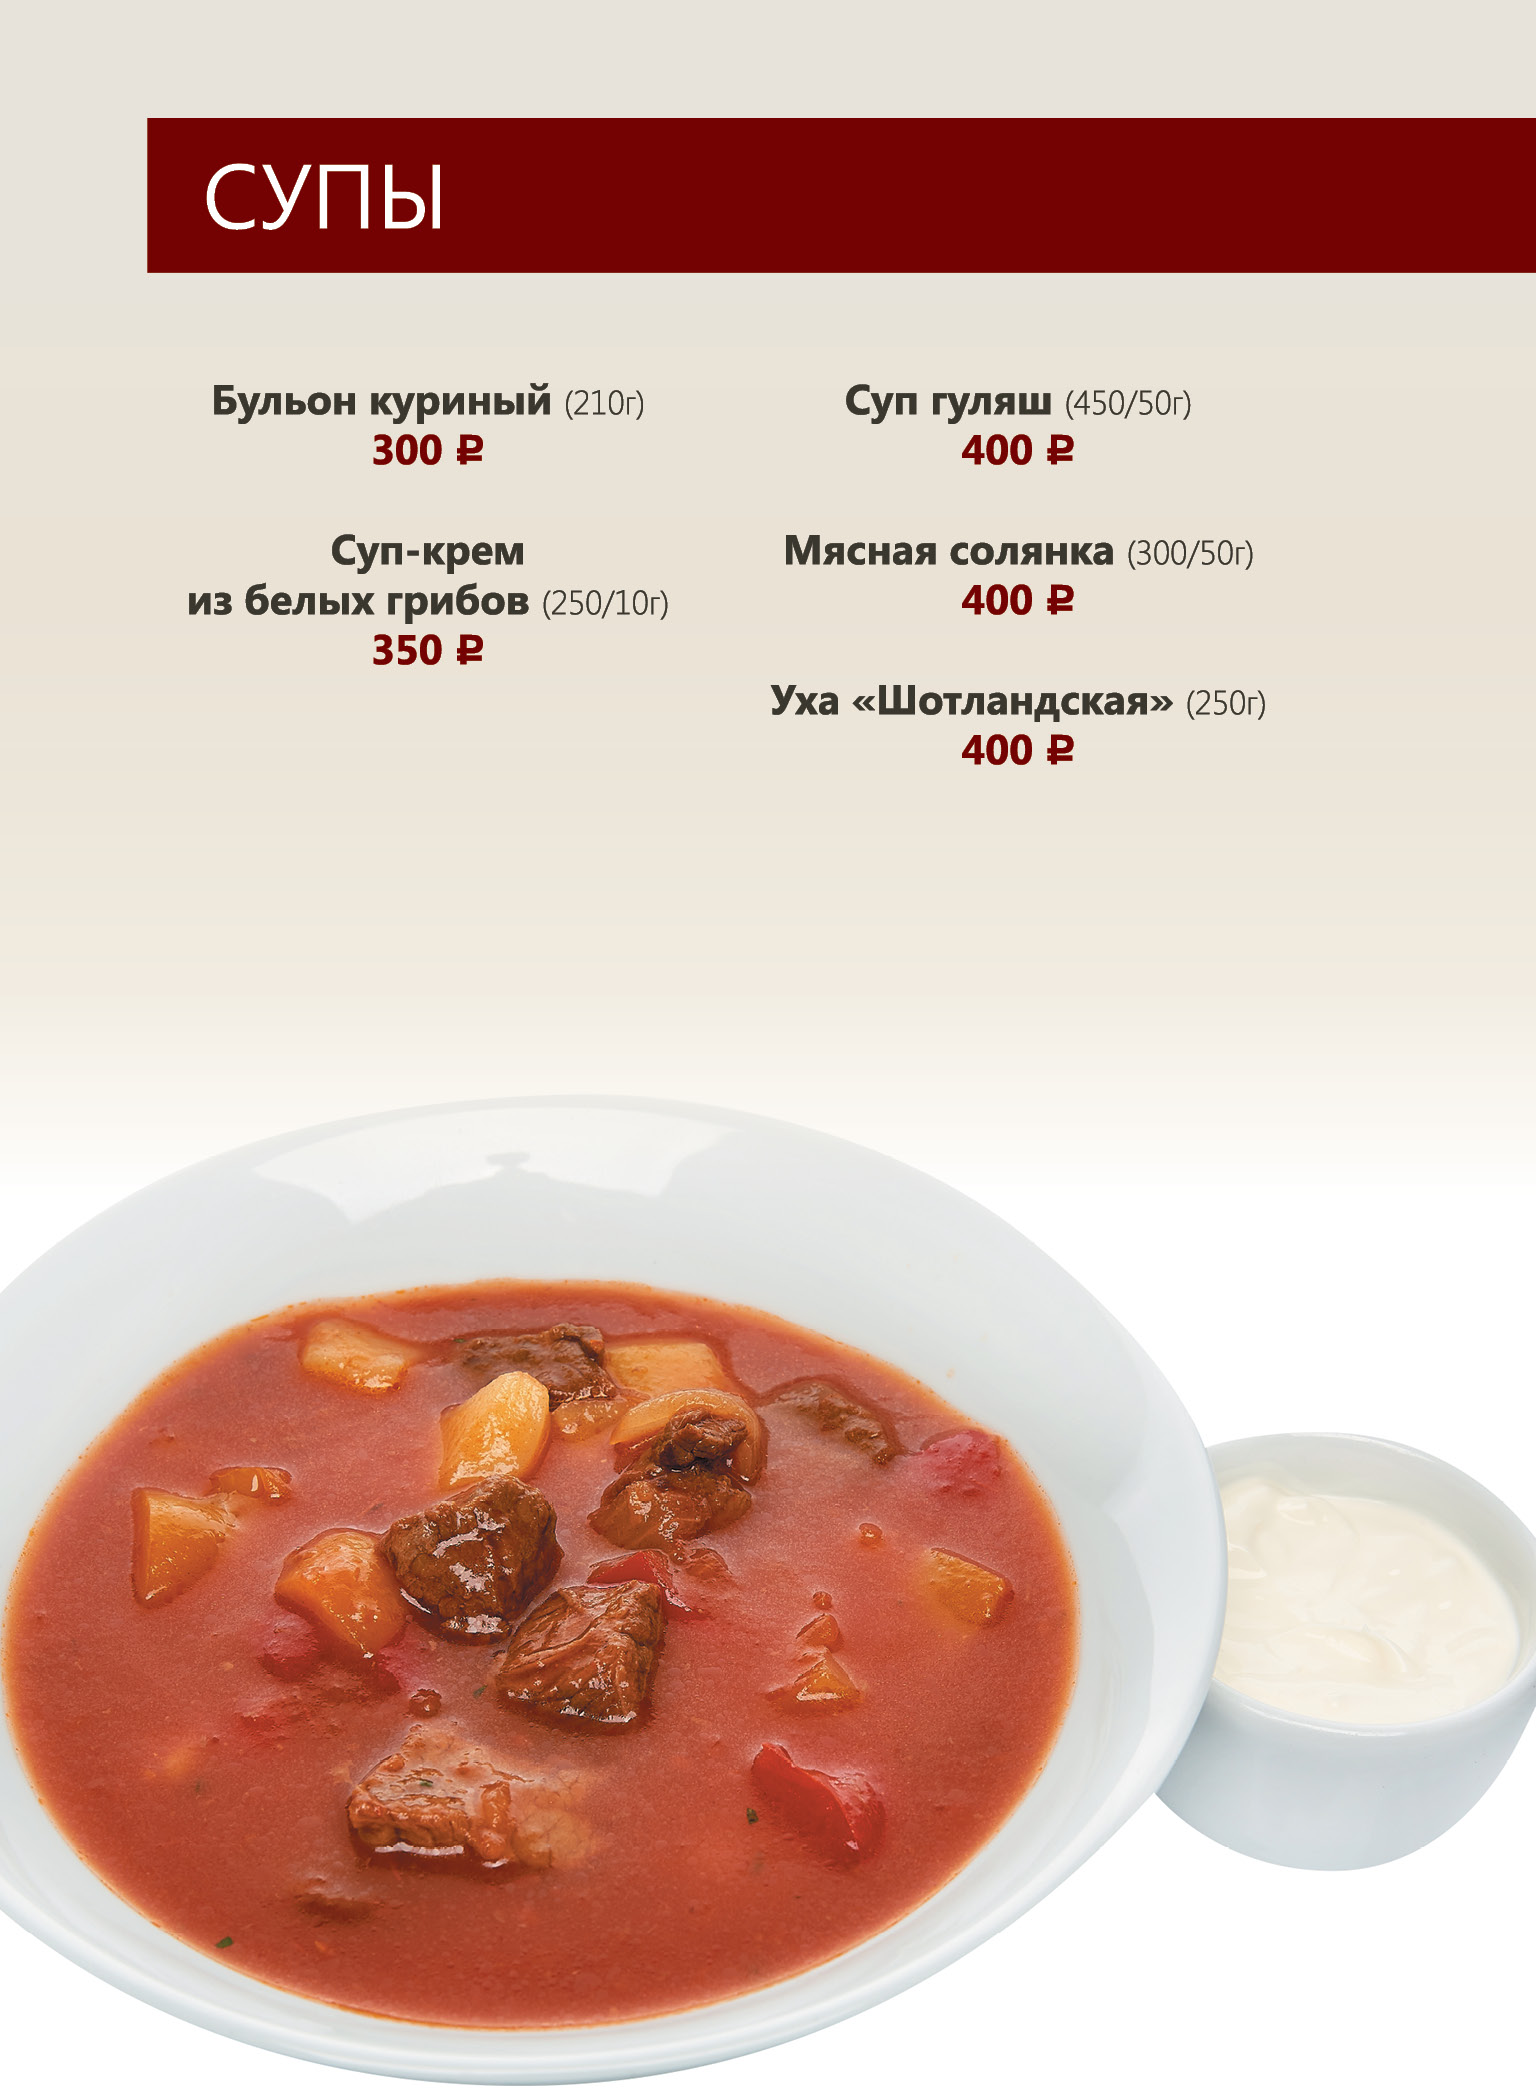 СУПЫ
Бульон куриный (210г)
300 ₽
Суп-крем
из белых грибов (250/10г)
350 ₽
Суп гуляш (450/50г)
400 ₽
Мясная солянка (300/50г)
400 ₽
Уха «Шотландская» (250г)
400 ₽